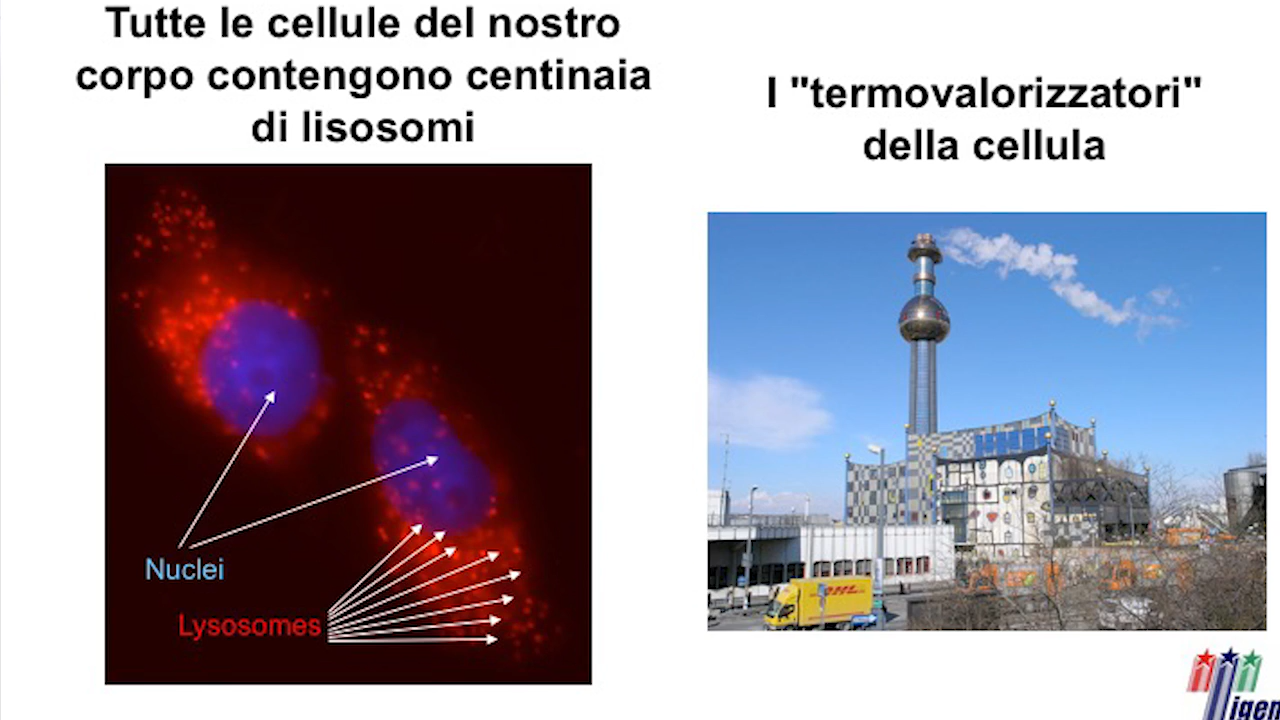 Tutte le cellule del nostro
corpo contengono centinaia
di lisosomi
I "termovalorizzatori"
della cellula
Nuclei
Lysosomes
DHL